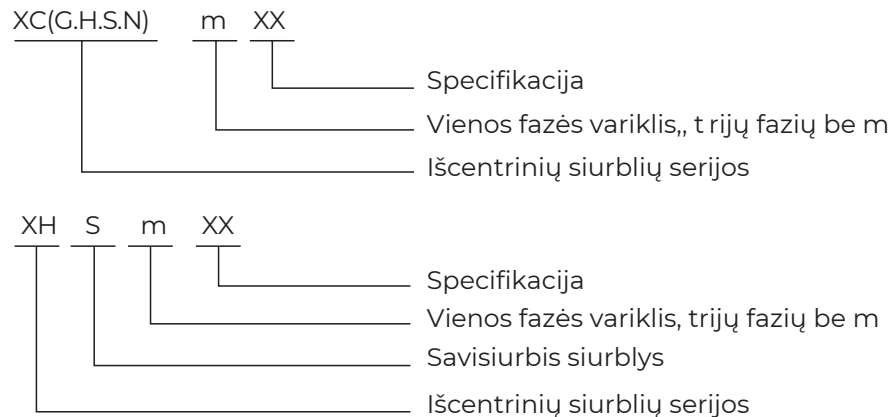 XC(G.H.S.N) m XX
Specifikacija
Vienos fazės variklis,, t rijų fazių be m
Išcentrinių siurblių serijos
XH S m XX
Specifikacija
Vienos fazės variklis, trijų fazių be m
Savisiurbis siurblys
Išcentrinių siurblių serijos